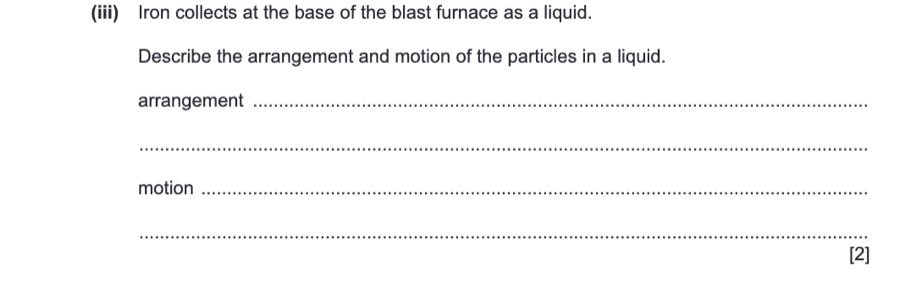 (iii) Iron collects at the base of the blast furnace as a liquid.
Describe the arrangement and motion of the particles in a liquid.
arrangement ........................................................................................................................
............................................................................................................................................
motion ..................................................................................................................................
............................................................................................................................................
[2]